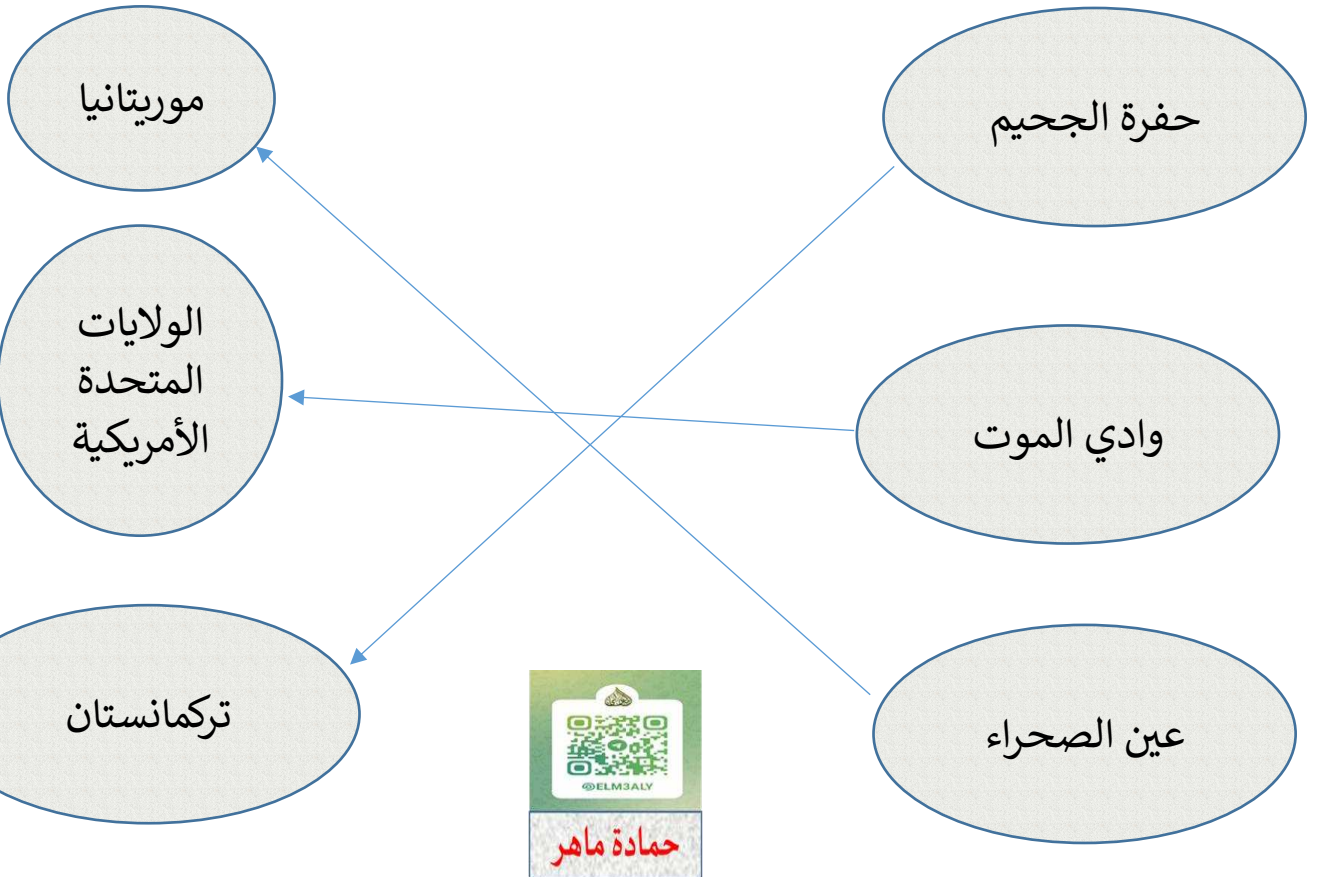 حفرة الجحيم
موريتانيا
وادي الموت
الولايات
المتحدة
الأمريكية
عين الصحراء
تركمانستان
@ELM3ALY
حمادة ماهر